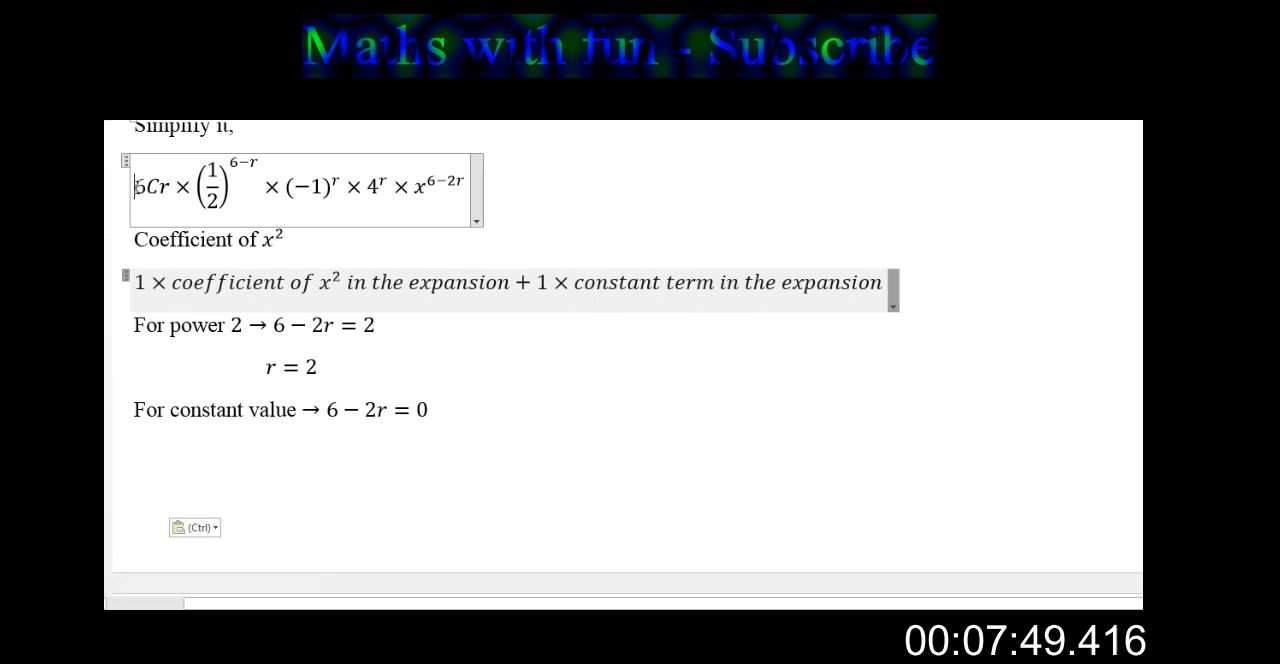 Maths with fun - Subscribe
Simplify it,
6Cr × (1/2)^{6−r} × (−1)^r × 4^r × x^{6−2r}
Coefficient of x²
1 × coefficient of x² in the expansion + 1 × constant term in the expansion
For power 2 → 6 − 2r = 2
r = 2
For constant value → 6 − 2r = 0
(Ctrl)
00:07:49.416